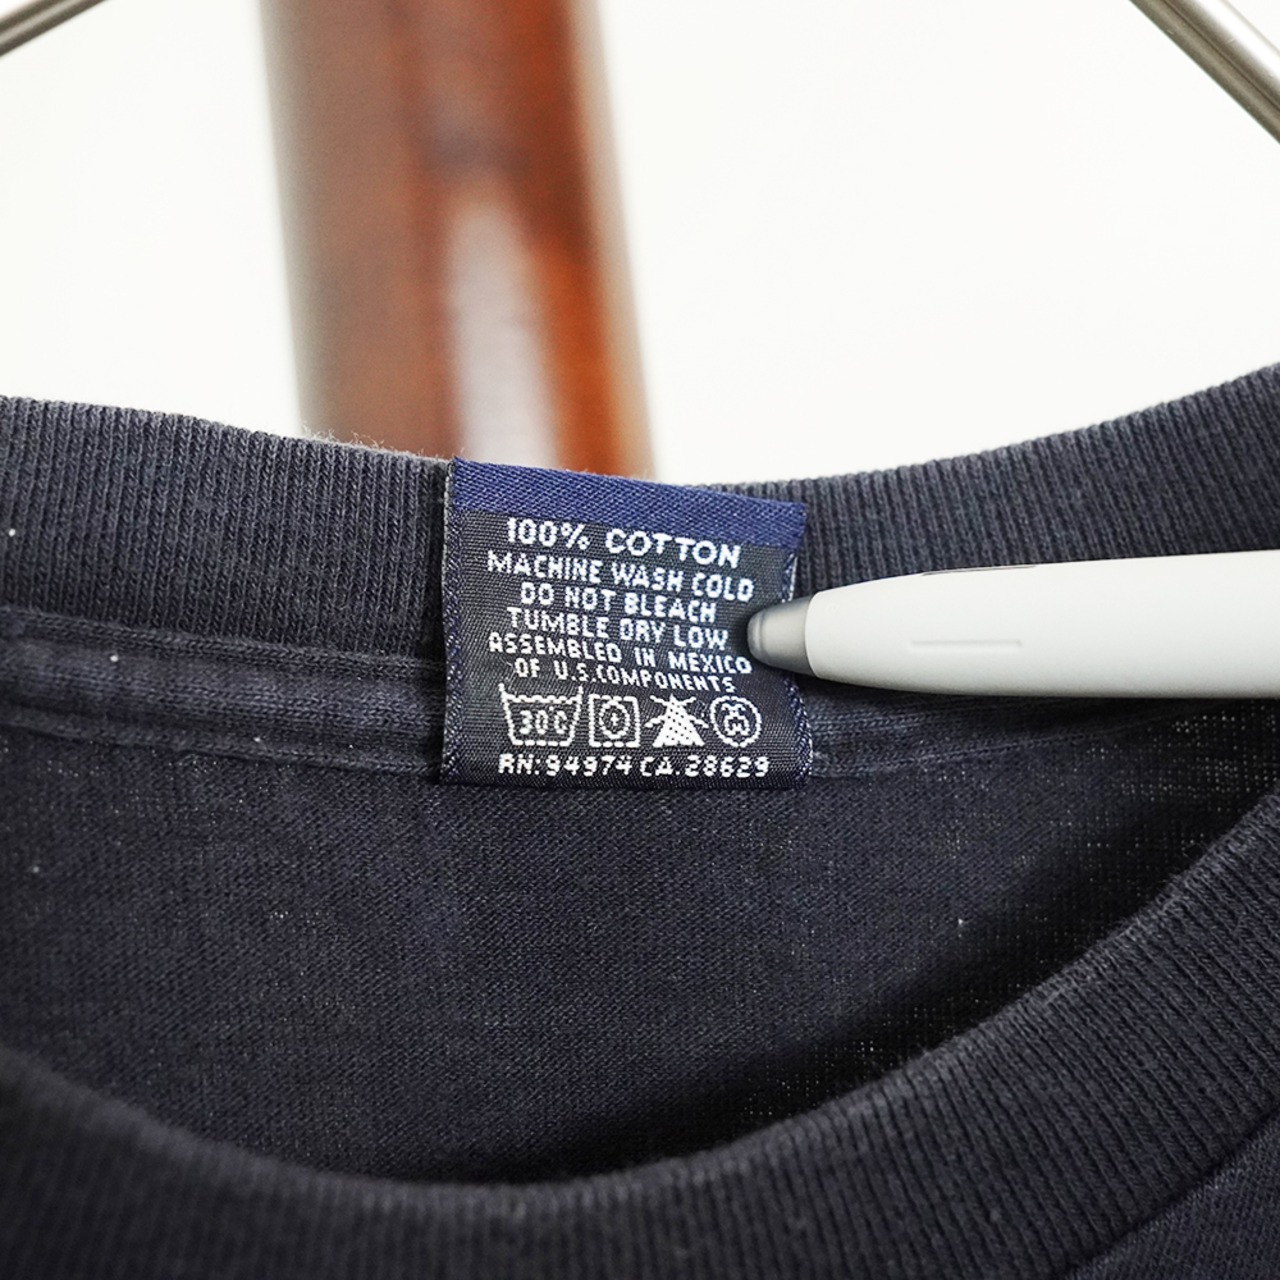 100% COTTON
MACHINE WASH COLD
DO NOT BLEACH
TUMBLE DRY LOW
ASSEMBLED IN MEXICO
OF U.S.COMPONENTS
30C
RN:94974 CA.28629